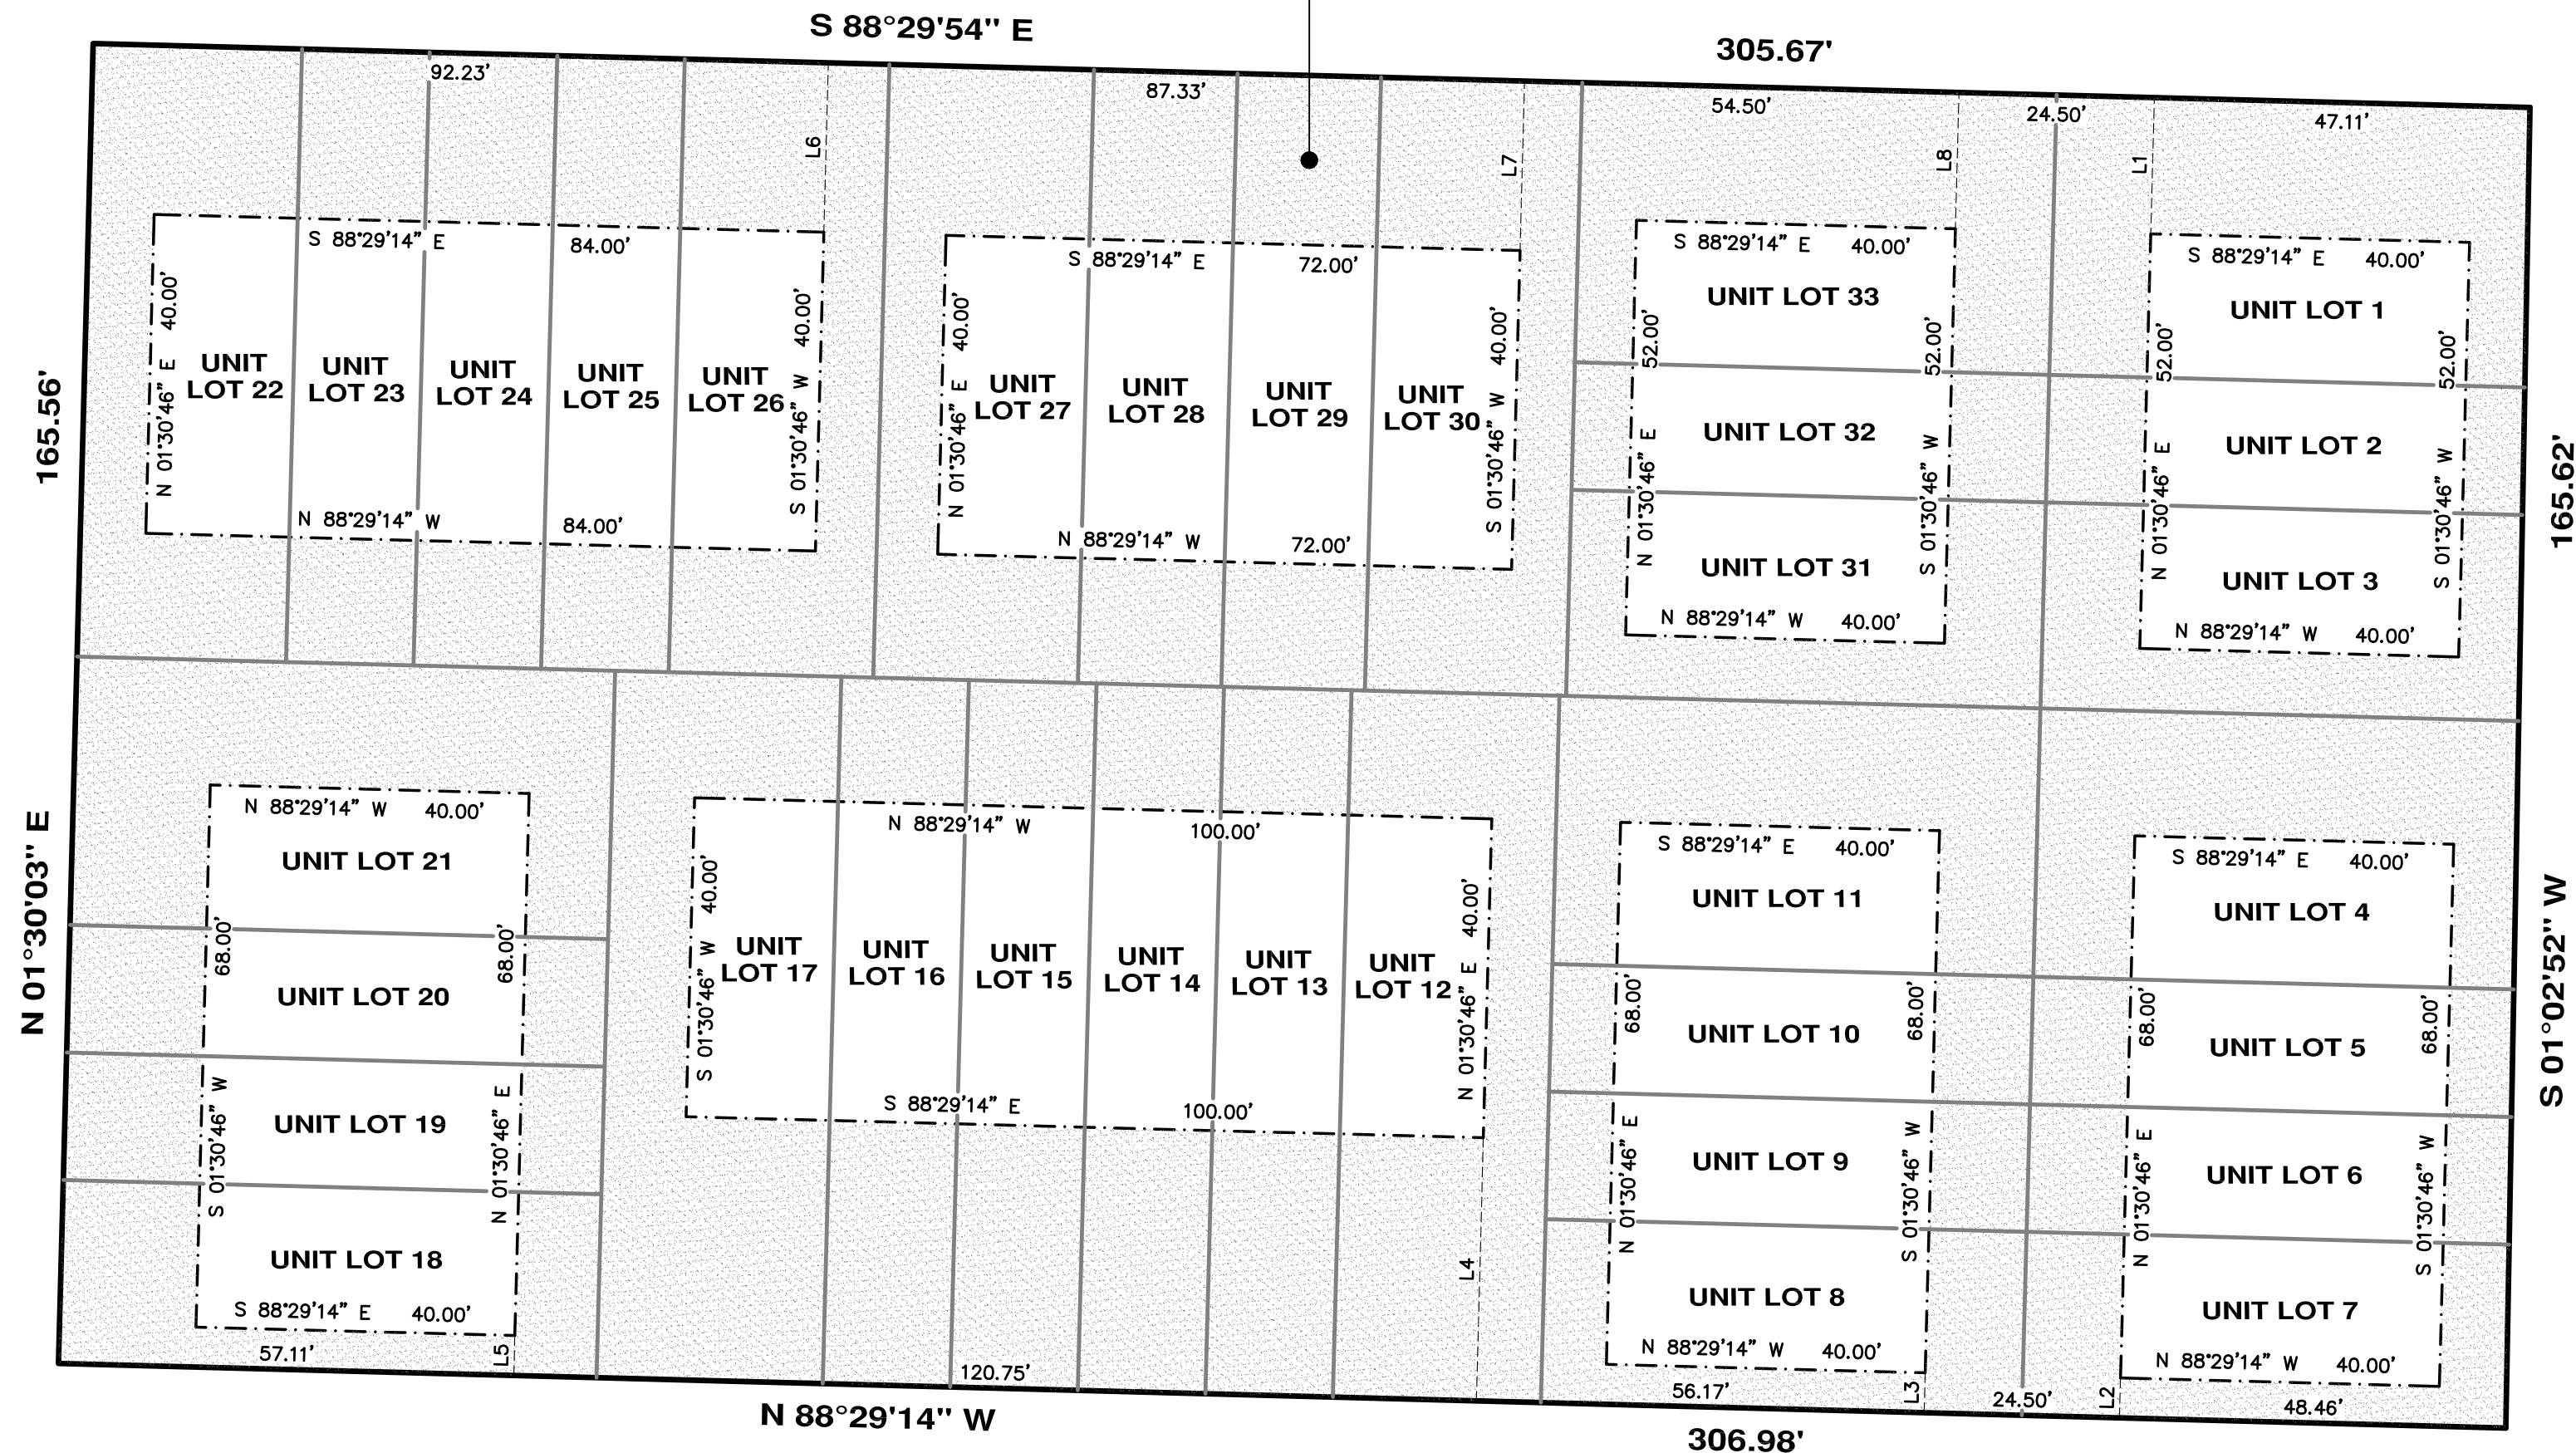 S 88°29'54" E
305.67'
92.23'
87.33'
54.50'
24.50'
47.11'
L6
L7
L8
L1
S 88°29'14" E 84.00'
N 01°30'46" E 40.00'
UNIT
LOT 22
UNIT
LOT 23
UNIT
LOT 24
UNIT
LOT 25
UNIT
LOT 26
S 01°30'46" W 40.00'
N 88°29'14" W 84.00'
S 88°29'14" E 72.00'
N 01°30'46" E 40.00'
UNIT
LOT 27
UNIT
LOT 28
UNIT
LOT 29
UNIT
LOT 30
S 01°30'46" W 40.00'
N 88°29'14" W 72.00'
S 88°29'14" E 40.00'
UNIT LOT 33
N 01°30'46" E 52.00'
S 01°30'46" W 52.00'
UNIT LOT 32
UNIT LOT 31
N 88°29'14" W 40.00'
S 88°29'14" E 40.00'
UNIT LOT 1
N 01°30'46" E 52.00'
S 01°30'46" W 52.00'
UNIT LOT 2
UNIT LOT 3
N 88°29'14" W 40.00'
165.56'
165.62'
N 01°30'03" E
S 01°02'52" W
N 88°29'14" W 40.00'
UNIT LOT 21
S 01°30'46" W 68.00'
N 01°30'46" E 68.00'
UNIT LOT 20
UNIT LOT 19
UNIT LOT 18
S 88°29'14" E 40.00'
N 88°29'14" W 100.00'
S 01°30'46" W 40.00'
UNIT
LOT 17
UNIT
LOT 16
UNIT
LOT 15
UNIT
LOT 14
UNIT
LOT 13
UNIT
LOT 12
N 01°30'46" E 40.00'
S 88°29'14" E 100.00'
S 88°29'14" E 40.00'
UNIT LOT 11
N 01°30'46" E 68.00'
S 01°30'46" W 68.00'
UNIT LOT 10
UNIT LOT 9
UNIT LOT 8
N 88°29'14" W 40.00'
S 88°29'14" E 40.00'
UNIT LOT 4
N 01°30'46" E 68.00'
S 01°30'46" W 68.00'
UNIT LOT 5
UNIT LOT 6
UNIT LOT 7
N 88°29'14" W 40.00'
57.11'
L5
120.75'
L4
56.17'
L3
24.50'
L2
48.46'
N 88°29'14" W
306.98'